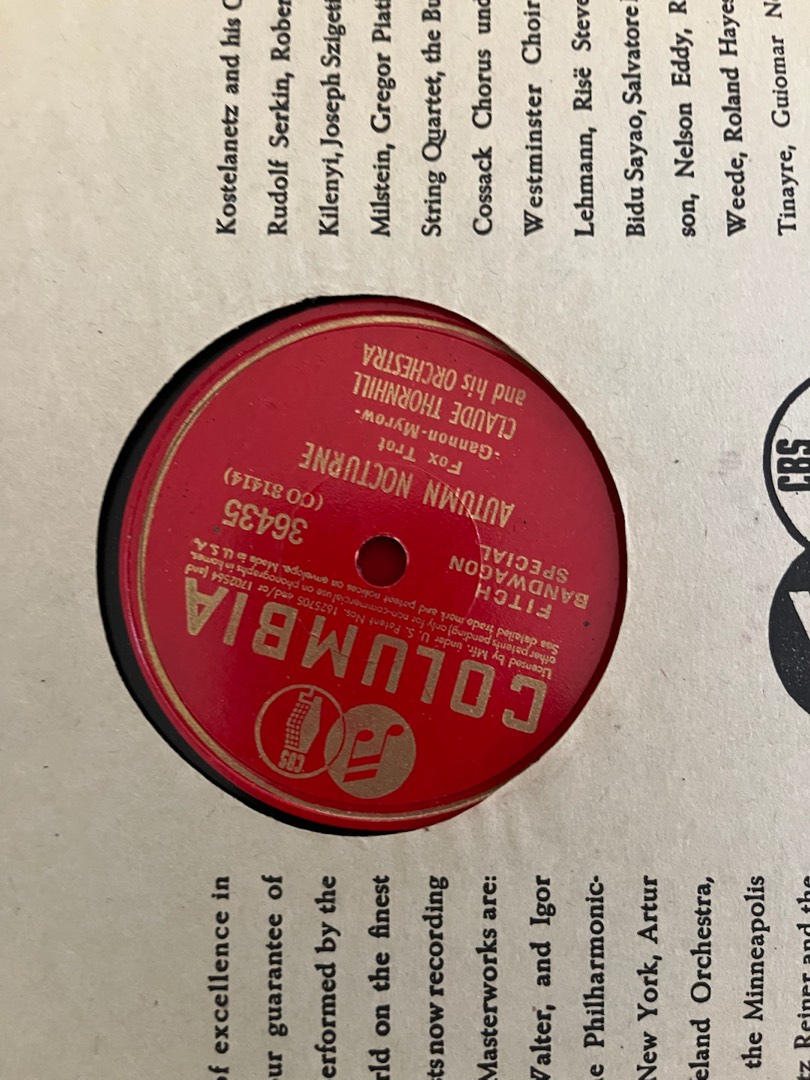 Kostelanetz and his
Rudolf Serkin, Rober
Kilenyi, Joseph Szigeti
Milstein, Gregor Piati
String Quartet, the Bu
Cossack Chorus und
Westminster Choir
Lehmann, Risë Steve
Bidu Sayao, Salvatore
son, Nelson Eddy, R
Weede, Roland Hayes
Tinayre, Guiomar N
CBS
COLUMBIA
Licensed by Mfr. under U. S. Patent Nos. 1625705 and/or 1702564 (and
other patents pending) only for non-commercial use on phonographs in homes.
See detailed trade mark and patent notices on envelope. Made in U. S. A.
FITCH
BANDWAGON
SPECIAL
36435
(CO 81414)
AUTUMN NOCTURNE
Fox Trot
-Gannon-Myrow-
CLAUDE THORNHILL
and his ORCHESTRA
CBS
of excellence in
ur guarantee of
erformed by the
rld on the finest
ts now recording
Masterworks are:
Walter, and Igor
e Philharmonic-
New York, Artur
eland Orchestra,
the Minneapolis
tz Reiner and the